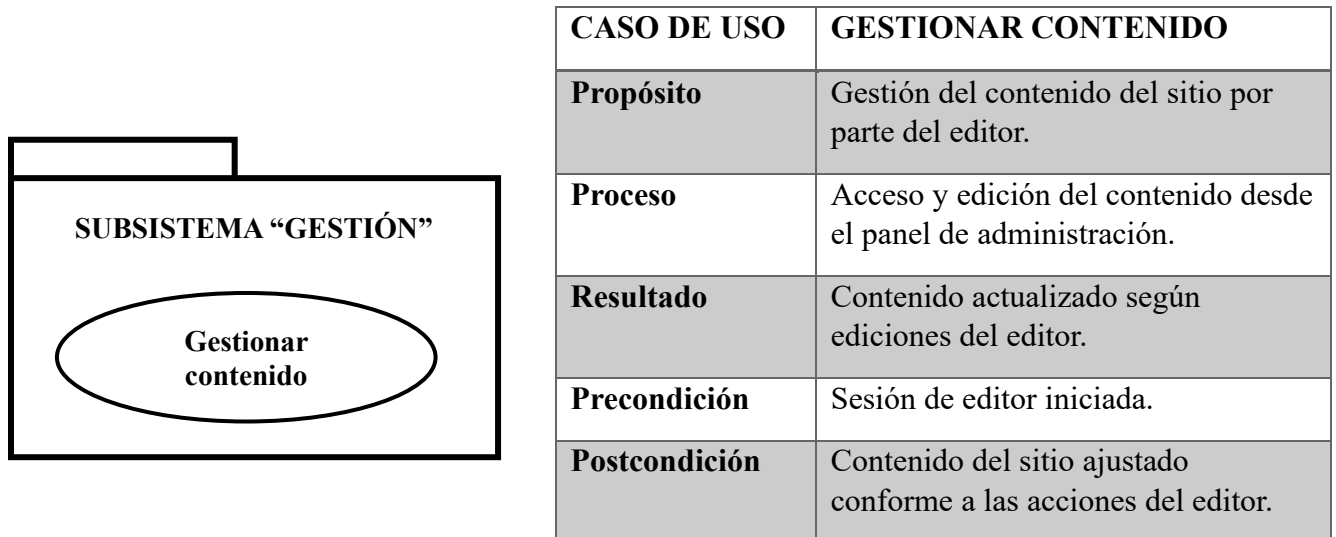 SUBSISTEMA “GESTIÓN”
Gestionar
contenido
CASO DE USO GESTIONAR CONTENIDO
Propósito Gestión del contenido del sitio por
parte del editor.
Proceso Acceso y edición del contenido desde
el panel de administración.
Resultado Contenido actualizado según
ediciones del editor.
Precondición Sesión de editor iniciada.
Postcondición Contenido del sitio ajustado
conforme a las acciones del editor.